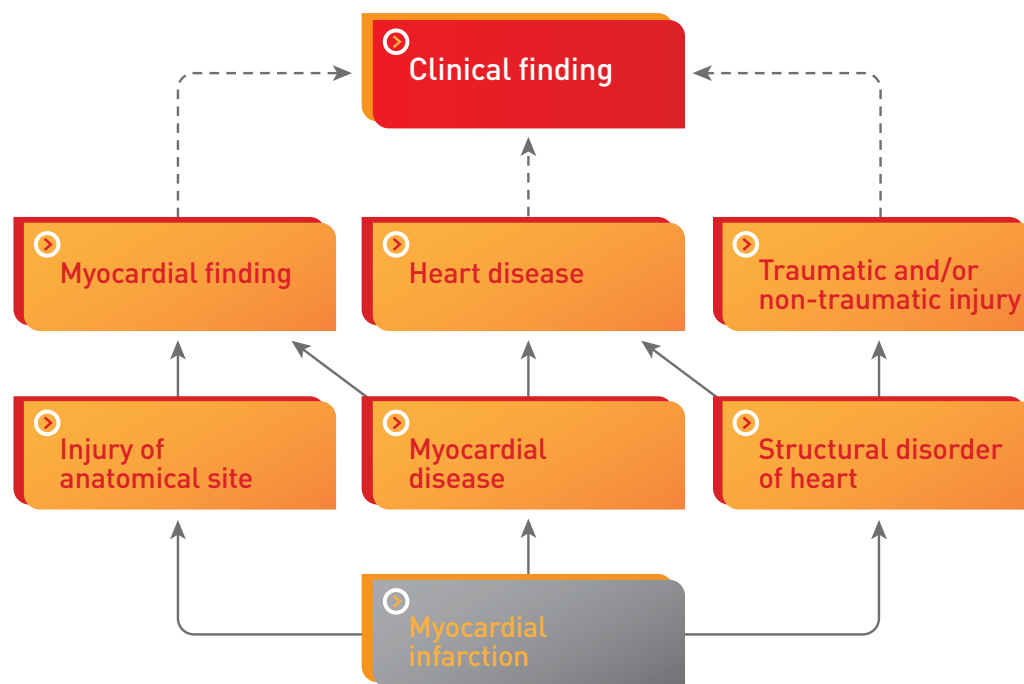 Clinical finding
Myocardial finding
Heart disease
Traumatic and/or
non-traumatic injury
Injury of
anatomical site
Myocardial
disease
Structural disorder
of heart
Myocardial
infarction